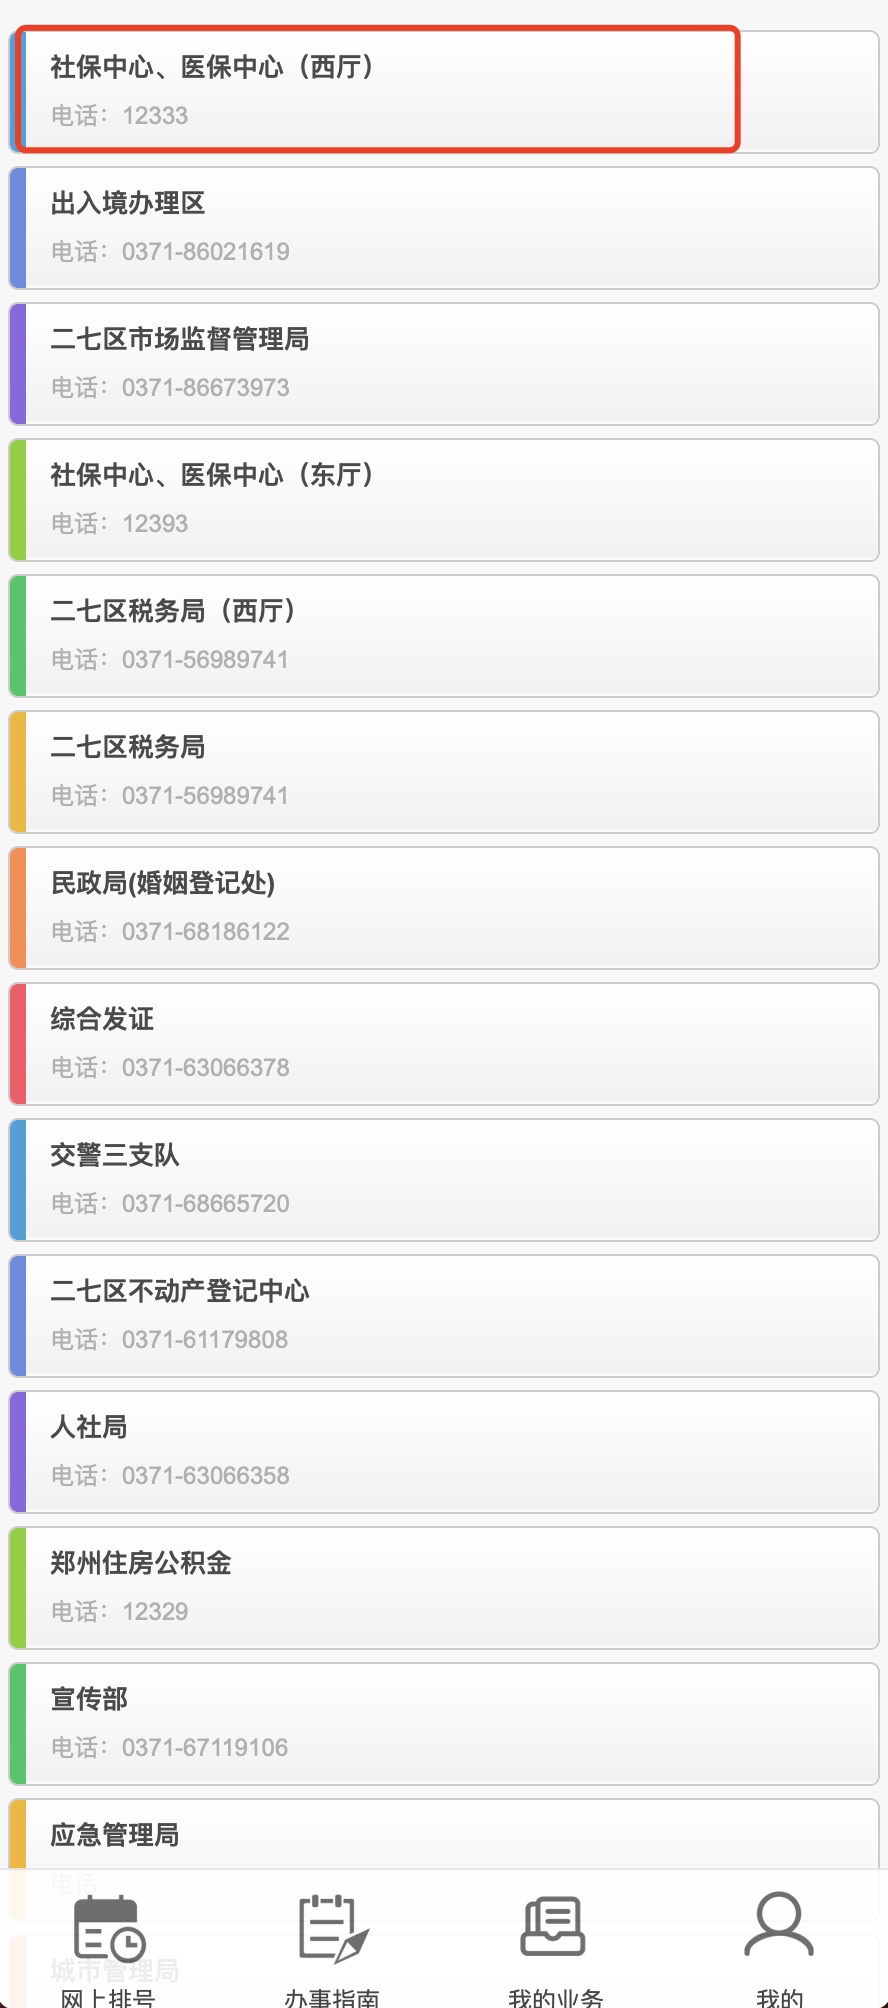 社保中心、医保中心（西厅）
电话：12333
出入境办理区
电话：0371-86021619
二七区市场监督管理局
电话：0371-86673973
社保中心、医保中心（东厅）
电话：12393
二七区税务局（西厅）
电话：0371-56989741
二七区税务局
电话：0371-56989741
民政局(婚姻登记处)
电话：0371-68186122
综合发证
电话：0371-63066378
交警三支队
电话：0371-68665720
二七区不动产登记中心
电话：0371-61179808
人社局
电话：0371-63066358
郑州住房公积金
电话：12329
宣传部
电话：0371-67119106
应急管理局
电话：
城市管理局
网上排号
办事指南
我的业务
我的